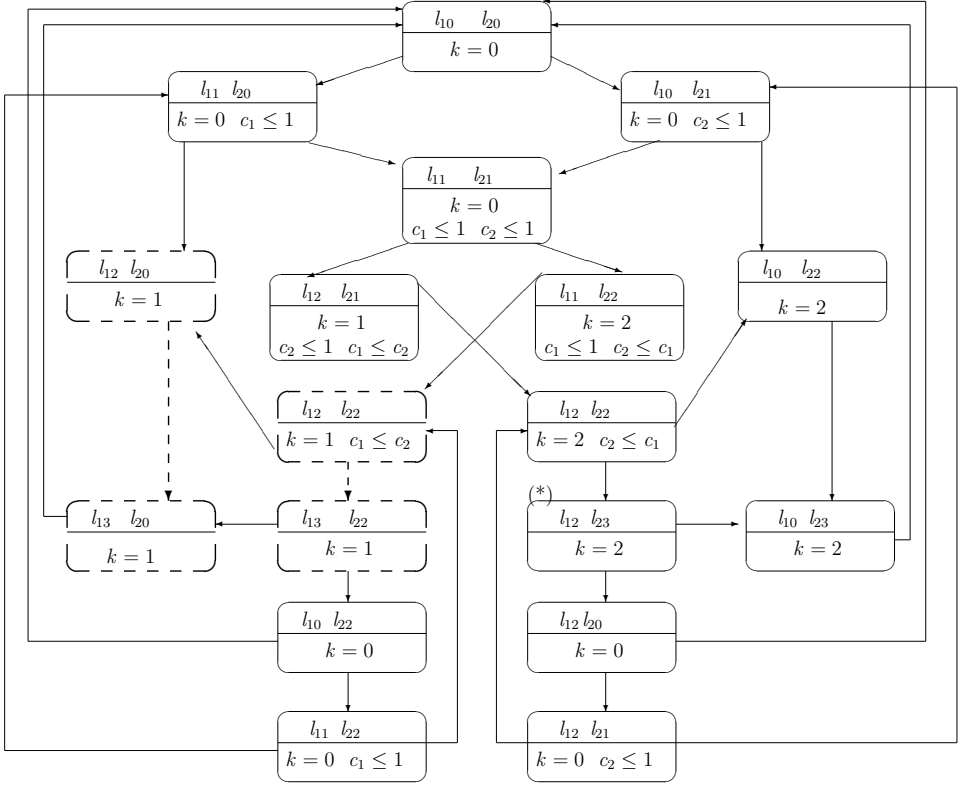 l₁₀ l₂₀
k = 0
l₁₁ l₂₀
k = 0 c₁ ≤ 1
l₁₀ l₂₁
k = 0 c₂ ≤ 1
l₁₁ l₂₁
k = 0
c₁ ≤ 1 c₂ ≤ 1
l₁₂ l₂₀
k = 1
l₁₂ l₂₁
k = 1
c₂ ≤ 1 c₁ ≤ c₂
l₁₁ l₂₂
k = 2
c₁ ≤ 1 c₂ ≤ c₁
l₁₀ l₂₂
k = 2
l₁₂ l₂₂
k = 1 c₁ ≤ c₂
l₁₂ l₂₂
k = 2 c₂ ≤ c₁
(*)
l₁₃ l₂₀
k = 1
l₁₃ l₂₂
k = 1
l₁₂ l₂₃
k = 2
l₁₀ l₂₃
k = 2
l₁₀ l₂₂
k = 0
l₁₂ l₂₀
k = 0
l₁₁ l₂₂
k = 0 c₁ ≤ 1
l₁₂ l₂₁
k = 0 c₂ ≤ 1